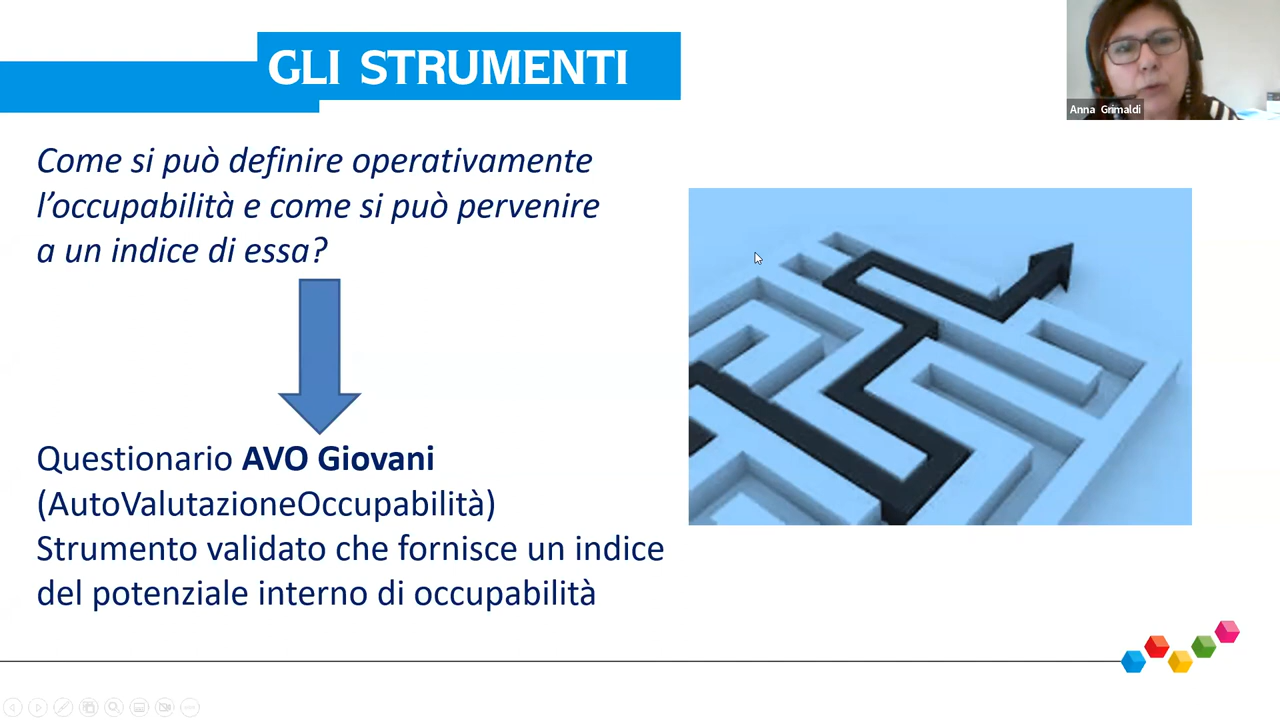 GLI STRUMENTI
Anna Grimaldi
Come si può definire operativamente
l'occupabilità e come si può pervenire
a un indice di essa?
Questionario AVO Giovani
(AutoValutazioneOccupabilità)
Strumento validato che fornisce un indice
del potenziale interno di occupabilità